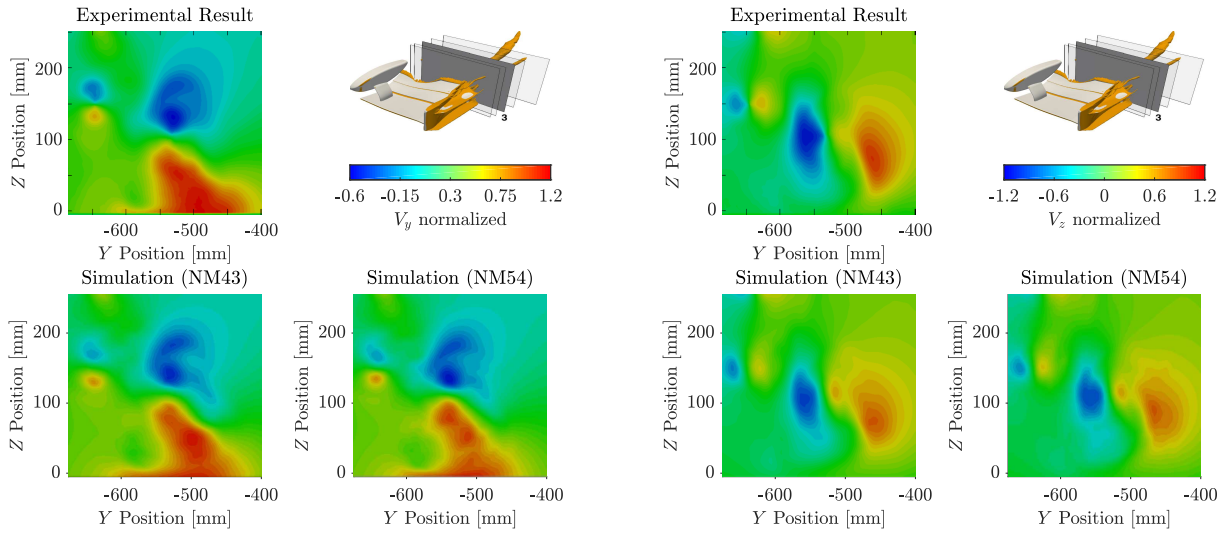 Experimental Result
Z Position [mm]
200
100
0
-600
-500
-400
Y Position [mm]
3
-0.6
-0.15
0.3
0.75
1.2
V_y normalized
Experimental Result
Z Position [mm]
200
100
0
-600
-500
-400
Y Position [mm]
3
-1.2
-0.6
0
0.6
1.2
V_z normalized
Simulation (NM43)
Z Position [mm]
200
100
0
-600
-500
-400
Y Position [mm]
Simulation (NM54)
Z Position [mm]
200
100
0
-600
-500
-400
Y Position [mm]
Simulation (NM43)
Z Position [mm]
200
100
0
-600
-500
-400
Y Position [mm]
Simulation (NM54)
Z Position [mm]
200
100
0
-600
-500
-400
Y Position [mm]